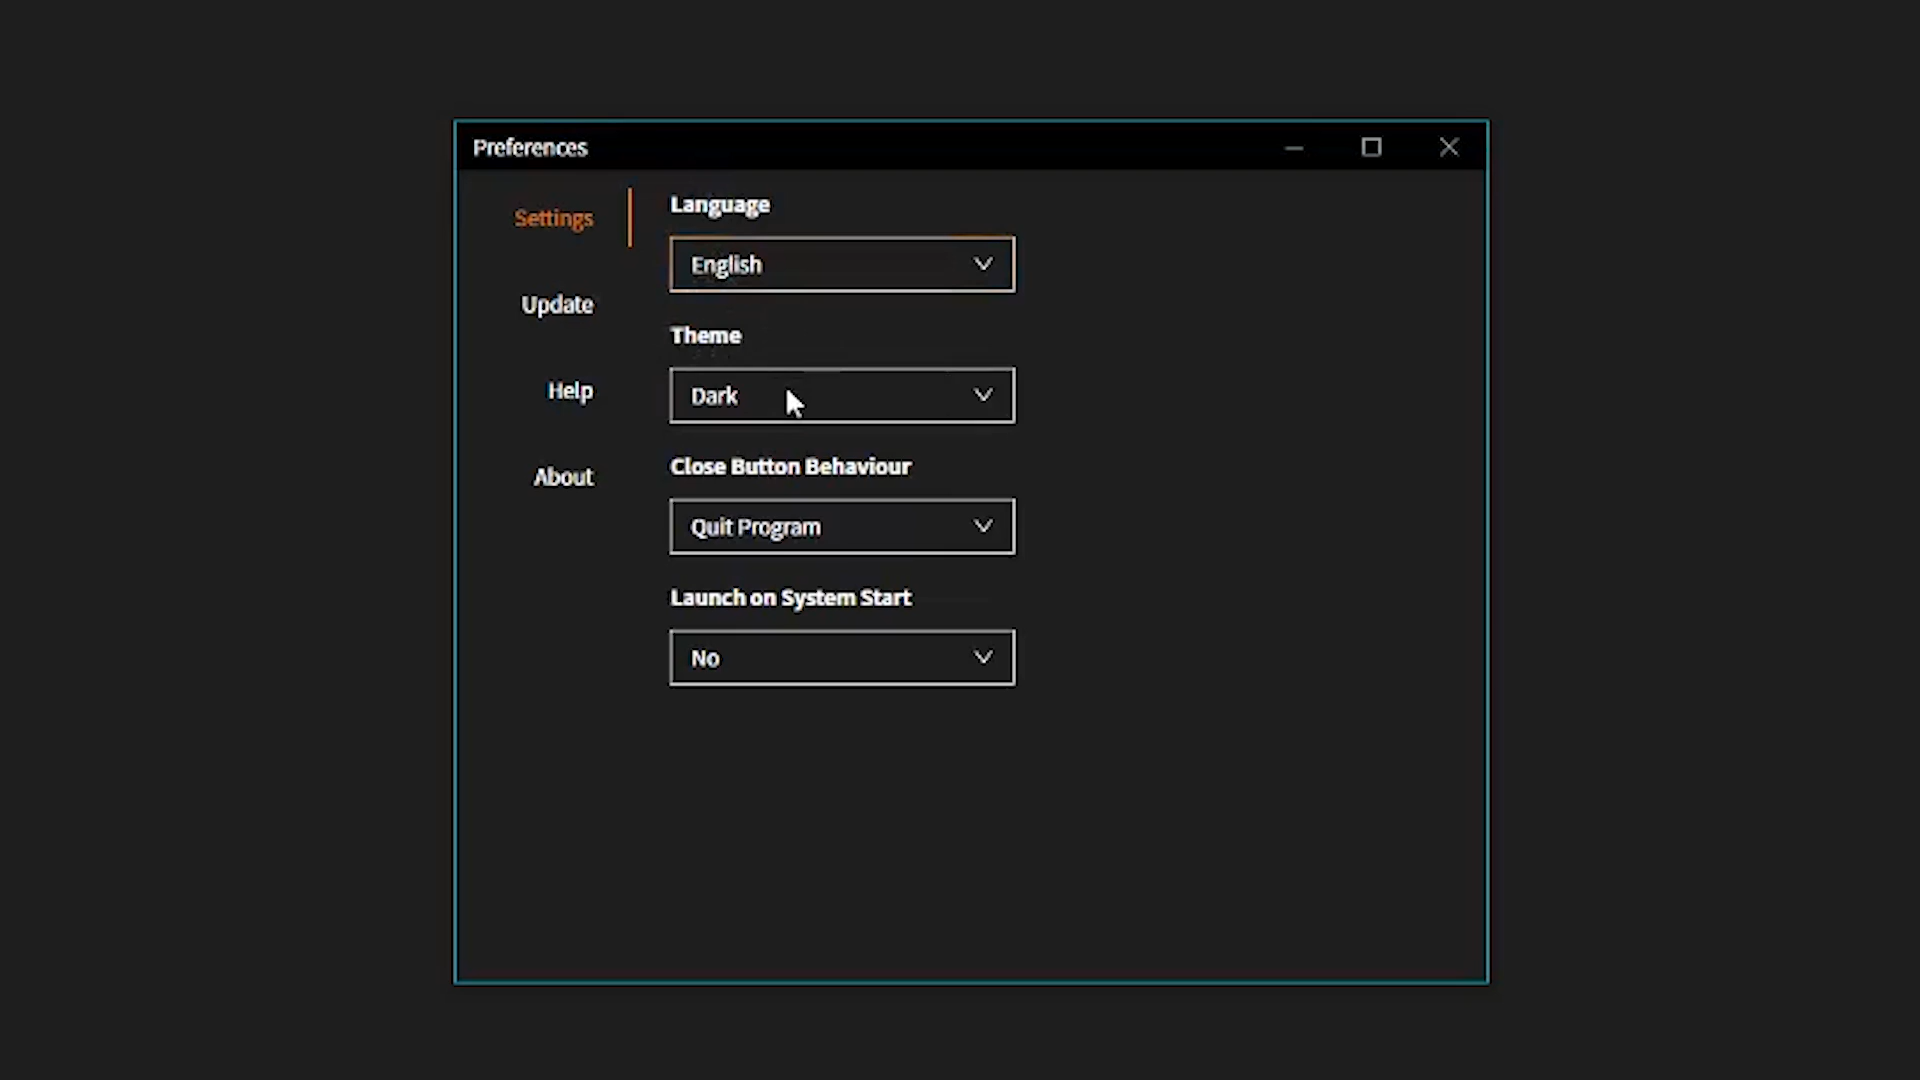 Preferences
Settings
Update
Help
About
Language
English
Theme
Dark
Close Button Behaviour
Quit Program
Launch on System Start
No